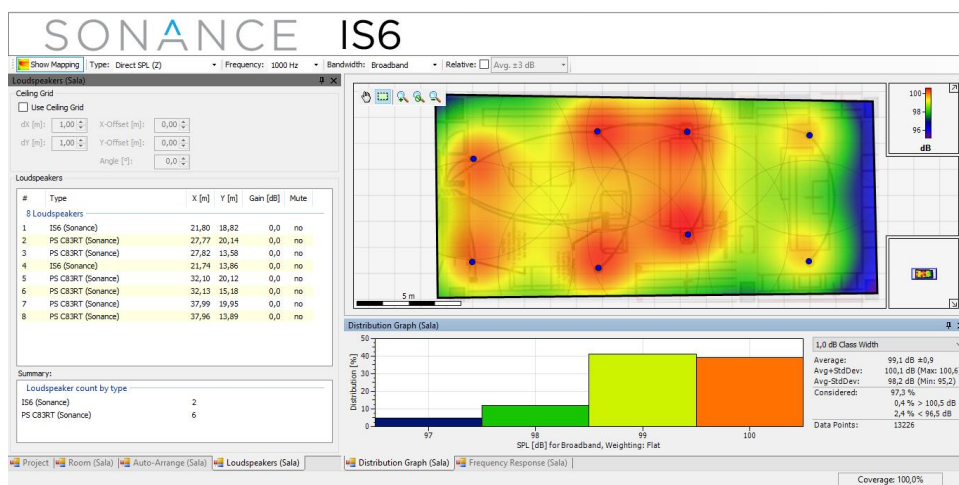 SONANCE IS6
Show Mapping Type: Direct SPL (Z) Frequency: 1000 Hz Bandwidth: Broadband Relative: Avg. ±3 dB
Loudspeakers (Sala)
Ceiling Grid
Use Ceiling Grid
dX [m]: 1,00 X-Offset [m]: 0,00
dY [m]: 1,00 Y-Offset [m]: 0,00
Angle [°]: 0,0
Loudspeakers
# Type X [m] Y [m] Gain [dB] Mute
8 Loudspeakers
1 IS6 (Sonance) 21,80 18,82 0,0 no
2 PS C83RT (Sonance) 27,77 20,14 0,0 no
3 PS C83RT (Sonance) 27,82 13,58 0,0 no
4 IS6 (Sonance) 21,74 13,86 0,0 no
5 PS C83RT (Sonance) 32,10 20,12 0,0 no
6 PS C83RT (Sonance) 32,13 15,18 0,0 no
7 PS C83RT (Sonance) 37,99 19,95 0,0 no
8 PS C83RT (Sonance) 37,96 13,89 0,0 no
Summary:
Loudspeaker count by type
IS6 (Sonance) 2
PS C83RT (Sonance) 6
Project Room (Sala) Auto-Arrange (Sala) Loudspeakers (Sala)
5 m
100
98
96
dB
Distribution Graph (Sala)
Distribution [%]
50
40
30
20
10
0
97 98 99 100
SPL [dB] for Broadband, Weighting: Flat
1,0 dB Class Width
Average: 99,1 dB ±0,9
Avg+StdDev: 100,1 dB (Max: 100,6
Avg-StdDev: 98,2 dB (Min: 95,2)
Considered: 97,3 %
0,4 % > 100,5 dB
2,4 % < 96,5 dB
Data Points: 13226
Distribution Graph (Sala) Frequency Response (Sala)
Coverage: 100,0%